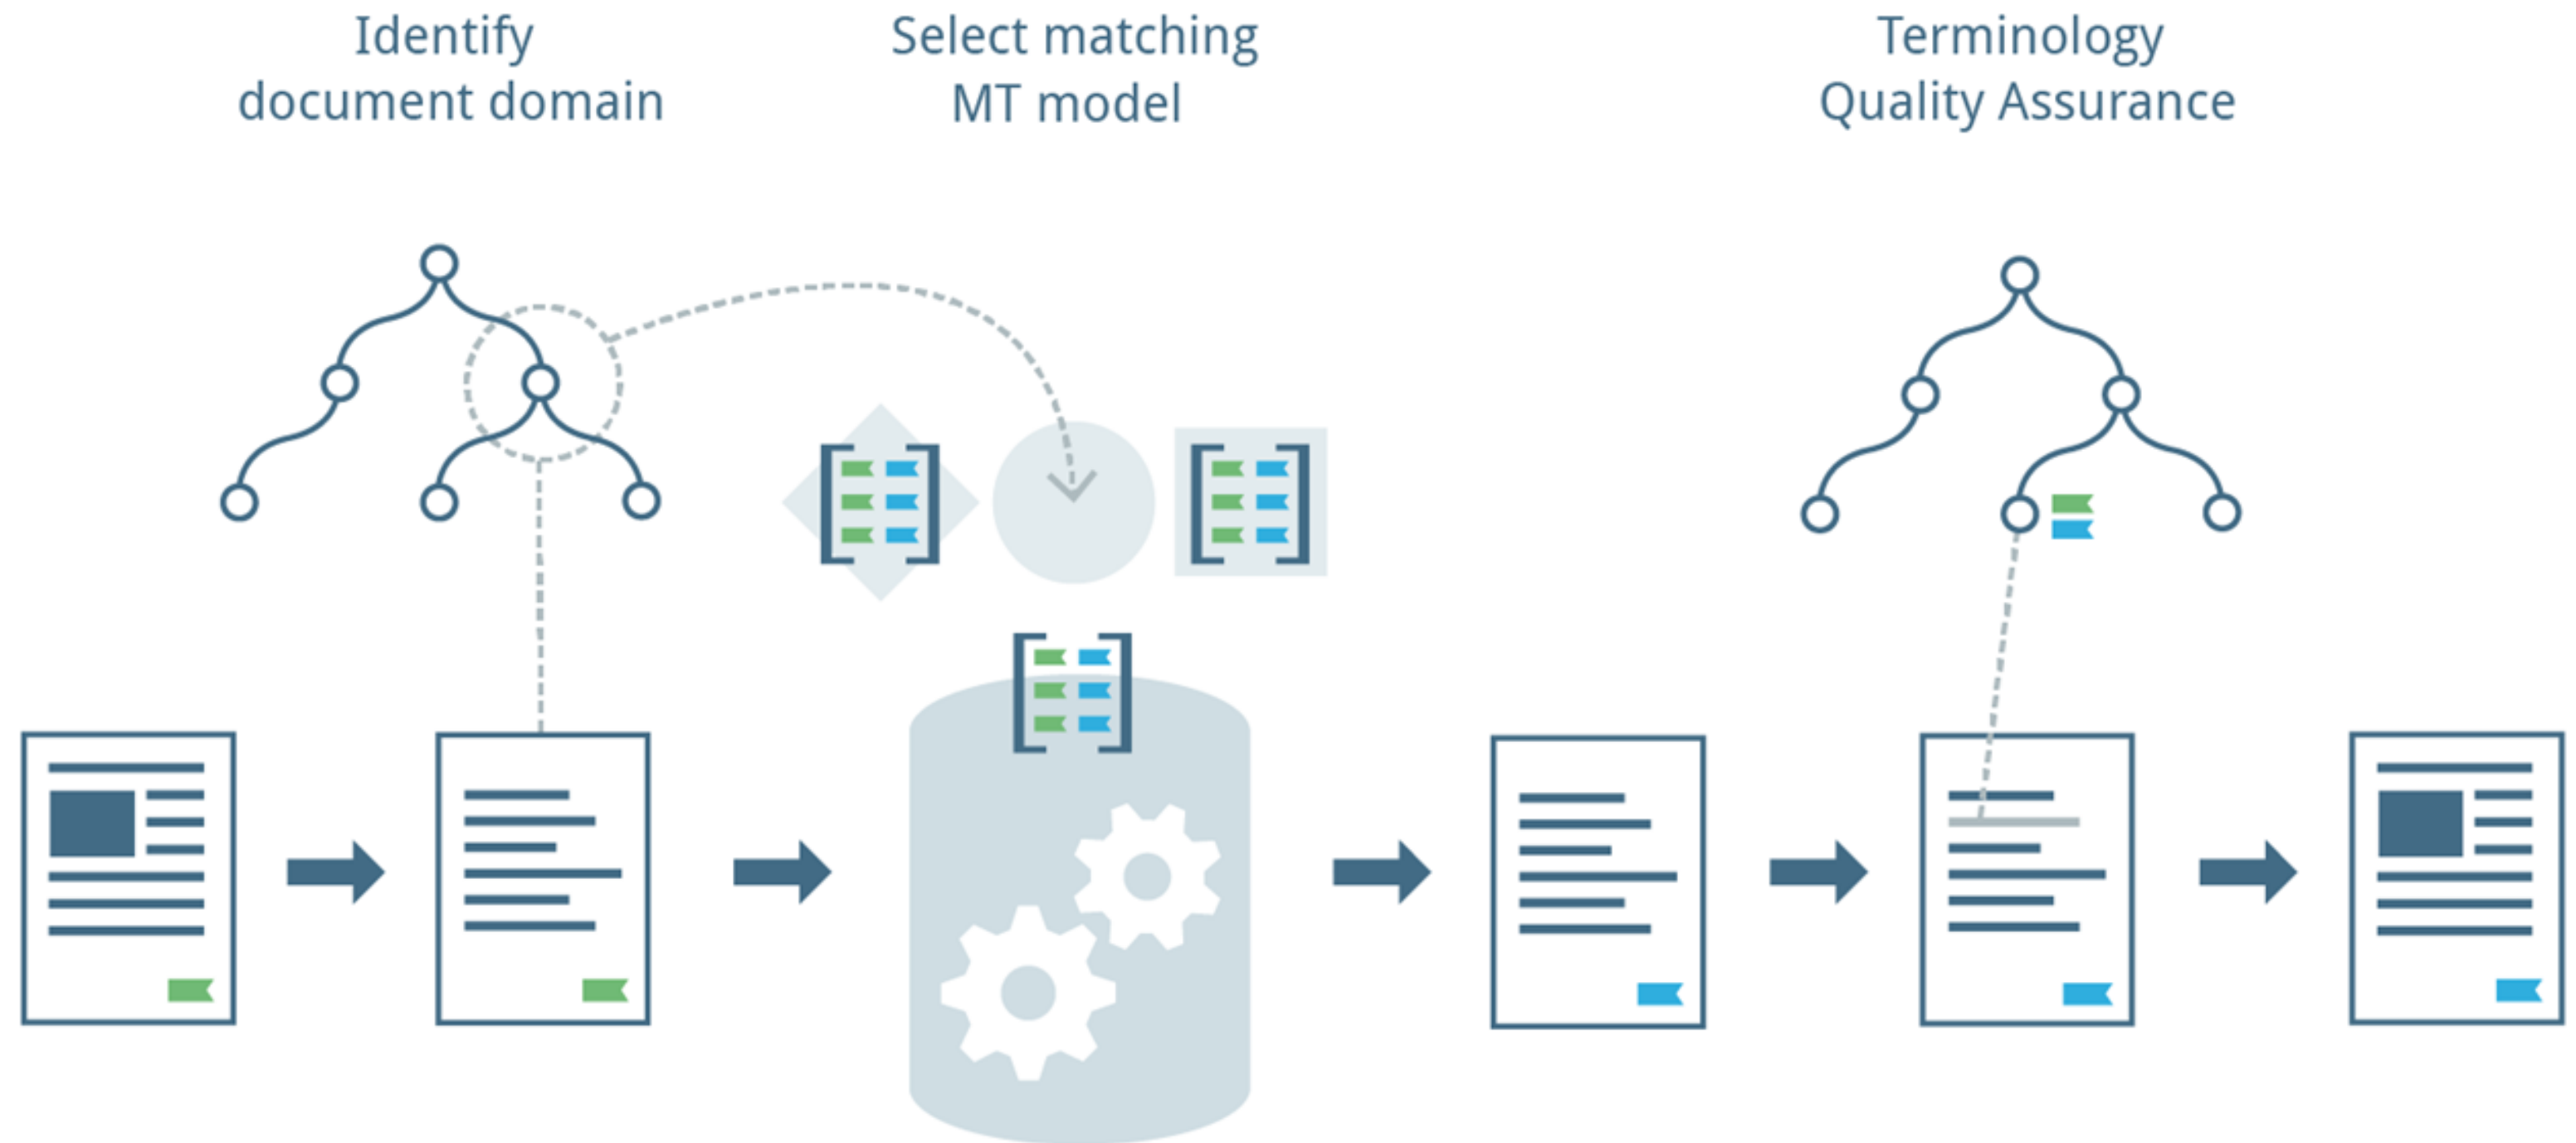 Identify
document domain
Select matching
MT model
Terminology
Quality Assurance